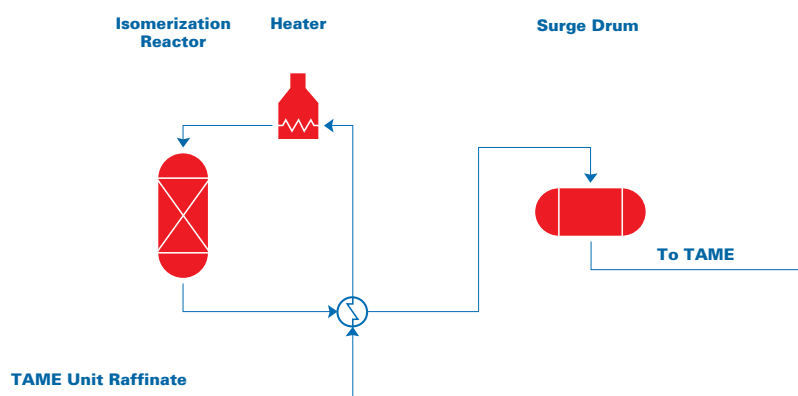 Isomerization
Reactor
Heater
Surge Drum
To TAME
TAME Unit Raffinate